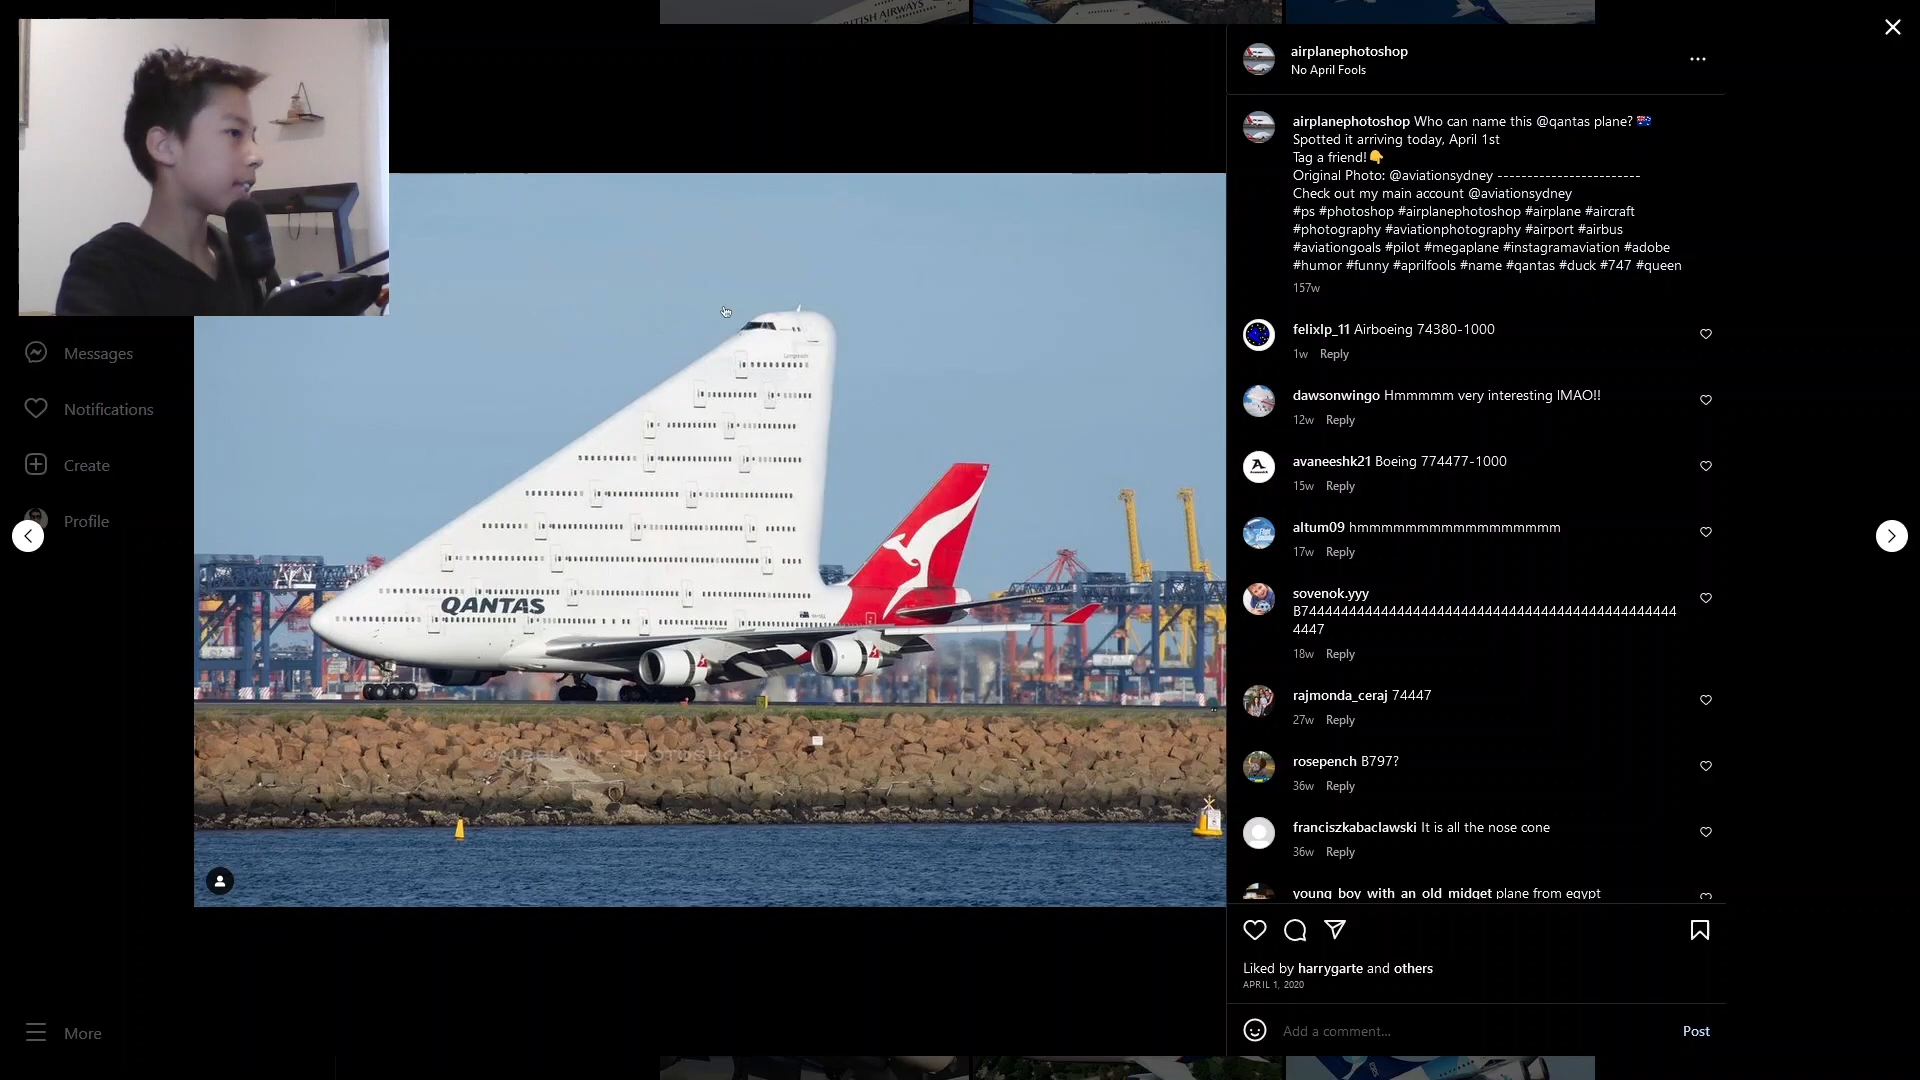 BRITISH AIRWAYS
airplanephotoshop
No April Fools
airplanephotoshop Who can name this @qantas plane? 🇦🇺
Spotted it arriving today, April 1st
Tag a friend!👇
Original Photo: @aviationsydney -------------------------
Check out my main account @aviationsydney
#ps #photoshop #airplanephotoshop #airplane #aircraft
#photography #aviationphotography #airport #airbus
#aviationgoals #pilot #megaplane #instagramaviation #adobe
#humor #funny #aprilfools #name #qantas #duck #747 #queen
157w
felixlp_11 Airboeing 74380-1000
1w Reply
Messages
dawsonwingo Hmmmmm very interesting lMAO!!
12w Reply
Notifications
avaneeshk21 Boeing 774477-1000
15w Reply
Create
altum09 hmmmmmmmmmmmmmmmmm
17w Reply
Profile
sovenok.yyy
B74444444444444444444444444444444444444444444444
4447
18w Reply
QANTAS
rajmonda_ceraj 74447
27w Reply
rosepench B797?
36w Reply
@AIRPLANE_PHOTOSHOP
franciszkabaclawski It is all the nose cone
36w Reply
young_boy_with_an_old_midget plane from egypt
Liked by harrygarte and others
APRIL 1, 2020
More
Add a comment...
Post